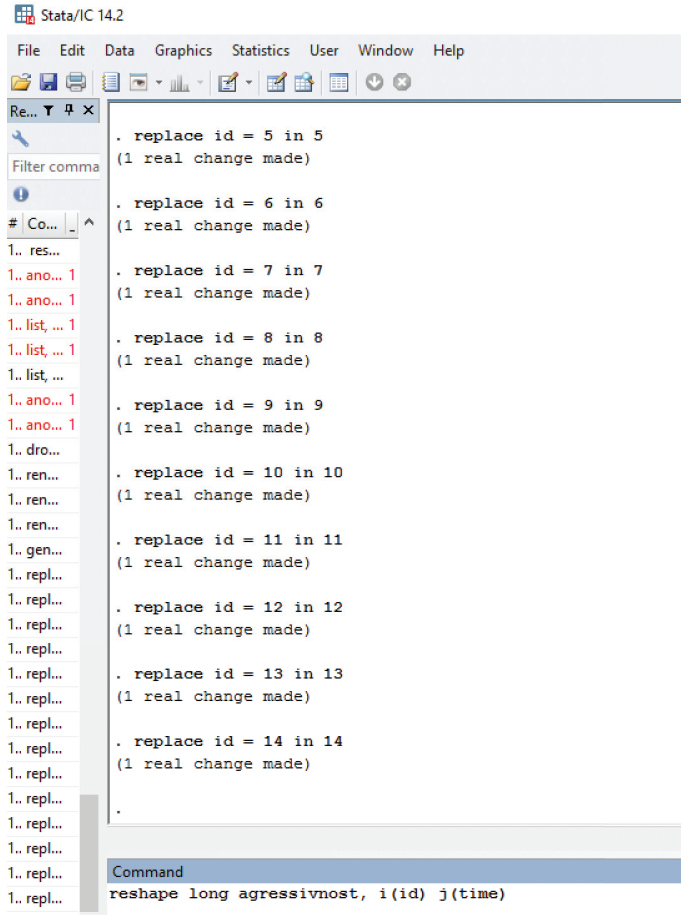 Stata/IC 14.2
File Edit Data Graphics Statistics User Window Help
Re...
Filter comma
# Co... _
1.. res...
1.. ano... 1
1.. ano... 1
1.. list, ... 1
1.. list, ... 1
1.. list, ...
1.. ano... 1
1.. ano... 1
1.. dro...
1.. ren...
1.. ren...
1.. ren...
1.. gen...
1.. repl...
1.. repl...
1.. repl...
1.. repl...
1.. repl...
1.. repl...
1.. repl...
1.. repl...
1.. repl...
1.. repl...
1.. repl...
1.. repl...
1.. repl...
1.. repl...
. replace id = 5 in 5
(1 real change made)
. replace id = 6 in 6
(1 real change made)
. replace id = 7 in 7
(1 real change made)
. replace id = 8 in 8
(1 real change made)
. replace id = 9 in 9
(1 real change made)
. replace id = 10 in 10
(1 real change made)
. replace id = 11 in 11
(1 real change made)
. replace id = 12 in 12
(1 real change made)
. replace id = 13 in 13
(1 real change made)
. replace id = 14 in 14
(1 real change made)
.
Command
reshape long agressivnost, i(id) j(time)